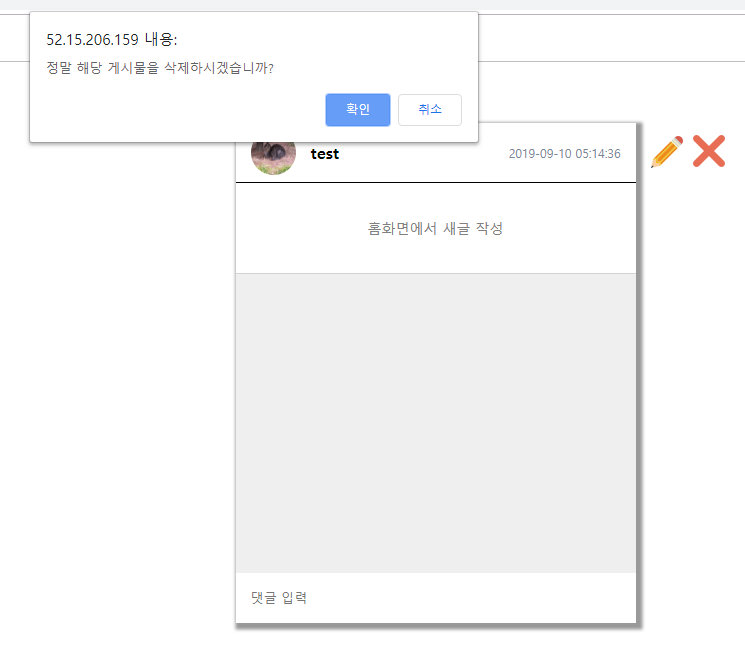 52.15.206.159 내용:
정말 해당 게시물을 삭제하시겠습니까?
확인 취소
test 2019-09-10 05:14:36
홈화면에서 새글 작성
댓글 입력